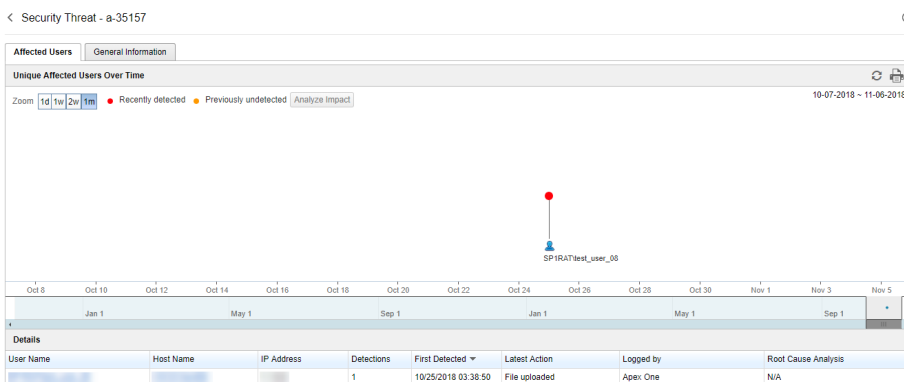 Security Threat - a-35157
Affected Users General Information
Unique Affected Users Over Time
Zoom 1d 1w 2w 1m Recently detected Previously undetected Analyze Impact 10-07-2018 ~ 11-06-2018
SP1RAT\test_user_08
Oct 8 Oct 10 Oct 12 Oct 14 Oct 16 Oct 18 Oct 20 Oct 22 Oct 24 Oct 26 Oct 28 Oct 30 Nov 1 Nov 3 Nov 5
Jan 1 May 1 Sep 1 Jan 1 May 1 Sep 1
Details
User Name Host Name IP Address Detections First Detected Latest Action Logged by Root Cause Analysis
1 10/25/2018 03:38:50 File uploaded Apex One N/A